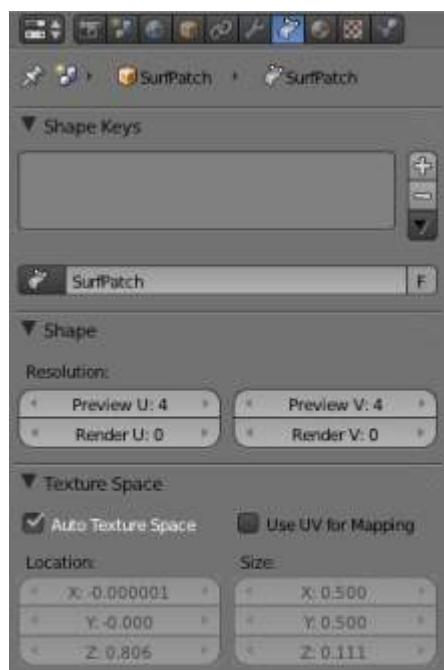 SurfPatch SurfPatch
Shape Keys
SurfPatch F
Shape
Resolution:
Preview U: 4 Preview V: 4
Render U: 0 Render V: 0
Texture Space
Auto Texture Space Use UV for Mapping
Location: Size:
X: -0.000001 X: 0.500
Y: -0.000 Y: 0.500
Z: 0.806 Z: 0.111